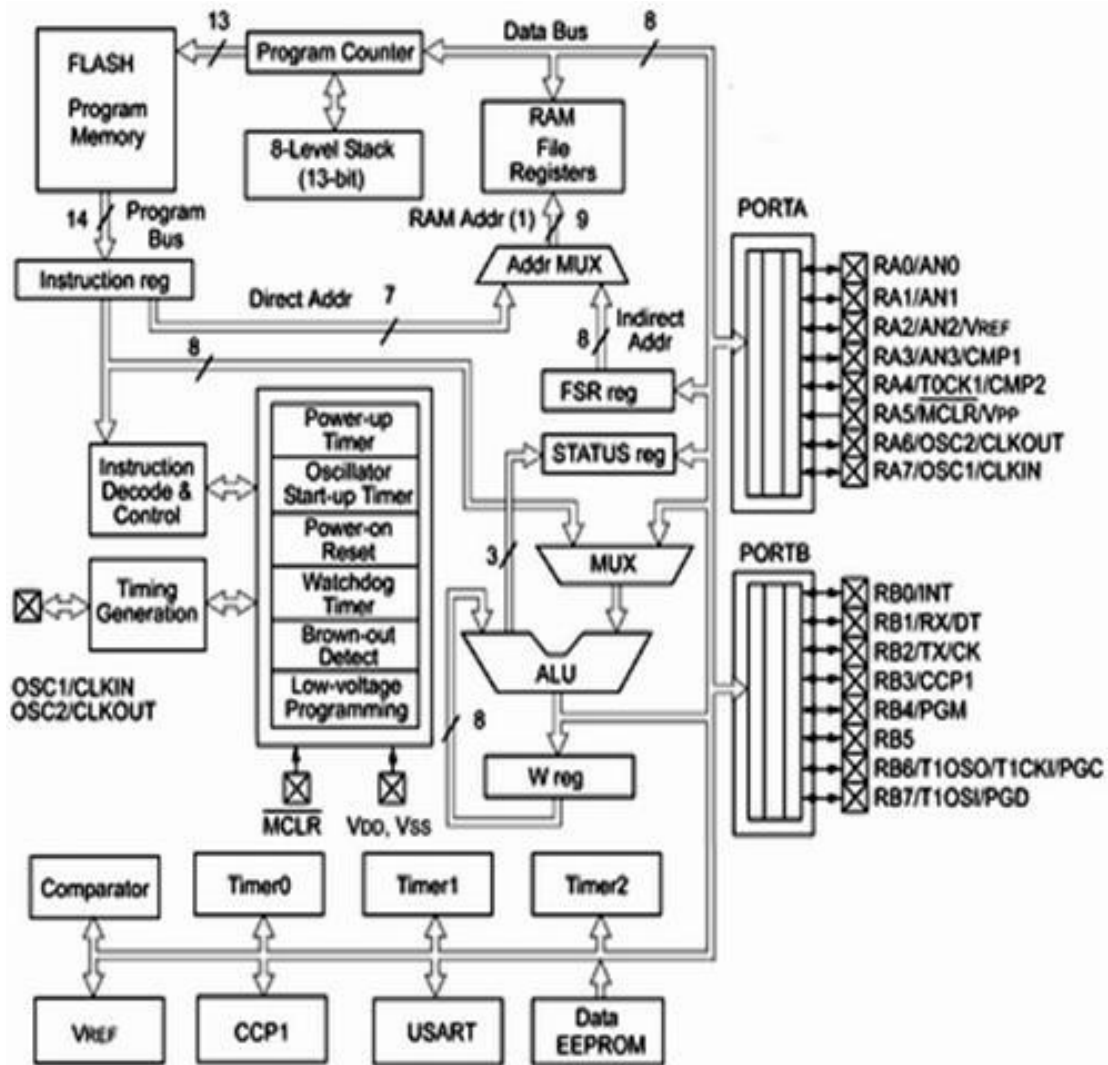 13
Data Bus
8
FLASH
Program
Memory
Program Counter
8-Level Stack
(13-bit)
RAM
File
Registers
14
Program
Bus
RAM Addr (1)
9
Addr MUX
Instruction reg
Direct Addr
7
Indirect
Addr
8
8
FSR reg
STATUS reg
Power-up
Timer
Oscillator
Start-up Timer
Power-on
Reset
Watchdog
Timer
Brown-out
Detect
Low-voltage
Programming
Instruction
Decode &
Control
Timing
Generation
OSC1/CLKIN
OSC2/CLKOUT
3
MUX
ALU
8
W reg
MCLR
VDD, VSS
PORTA
RA0/AN0
RA1/AN1
RA2/AN2/VREF
RA3/AN3/CMP1
RA4/T0CK1/CMP2
RA5/MCLR/VPP
RA6/OSC2/CLKOUT
RA7/OSC1/CLKIN
PORTB
RB0/INT
RB1/RX/DT
RB2/TX/CK
RB3/CCP1
RB4/PGM
RB5
RB6/T1OSO/T1CKI/PGC
RB7/T1OSI/PGD
Comparator
Timer0
Timer1
Timer2
VREF
CCP1
USART
Data
EEPROM